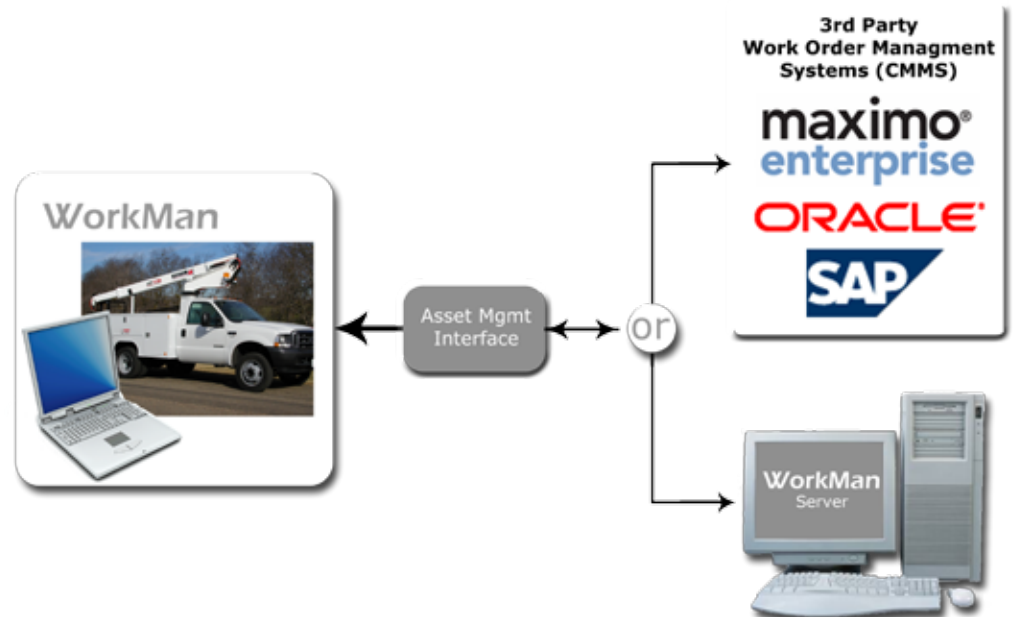 3rd Party
Work Order Managment
Systems (CMMS)
maximo®
enterprise
ORACLE®
SAP
WorkMan
Asset Mgmt
Interface
or
WorkMan
Server